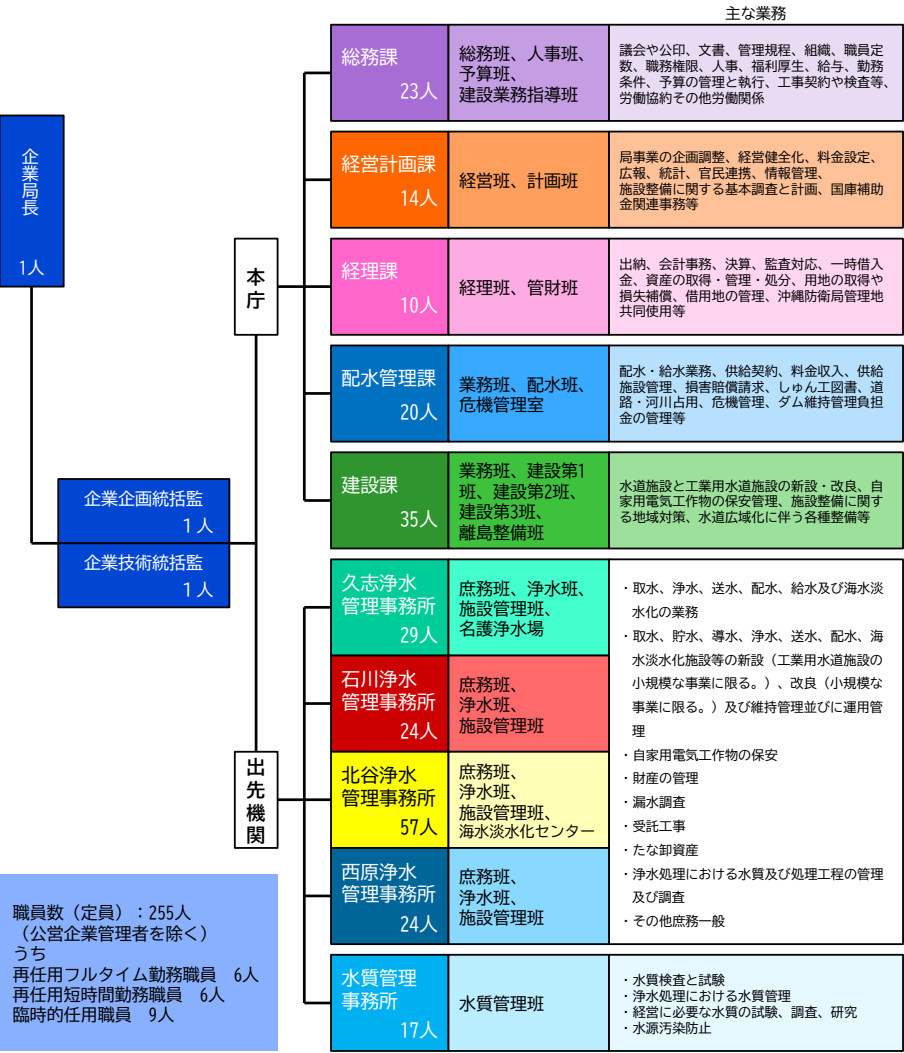 主な業務
企業局長
1人
本庁
企業企画統括監
1人
企業技術統括監
1人
出先機関
総務課
23人
総務班、人事班、
予算班、
建設業務指導班
議会や公印、文書、管理規程、組織、職員定
数、職務権限、人事、福利厚生、給与、勤務
条件、予算の管理と執行、工事契約や検査等、
労働協約その他労働関係
経営計画課
14人
経営班、計画班
局事業の企画調整、経営健全化、料金設定、
広報、統計、官民連携、情報管理、
施設整備に関する基本調査と計画、国庫補助
金関連事務等
経理課
10人
経理班、管財班
出納、会計事務、決算、監査対応、一時借入
金、資産の取得・管理・処分、用地の取得や
損失補償、借用地の管理、沖縄防衛局管理地
共同使用等
配水管理課
20人
業務班、配水班、
危機管理室
配水・給水業務、供給契約、料金収入、供給
施設管理、損害賠償請求、しゅん工図書、道
路・河川占用、危機管理、ダム維持管理負担
金の管理等
建設課
35人
業務班、建設第1
班、建設第2班、
建設第3班、
離島整備班
水道施設と工業用水道施設の新設・改良、自
家用電気工作物の保安管理、施設整備に関す
る地域対策、水道広域化に伴う各種整備等
久志浄水
管理事務所
29人
庶務班、浄水班、
施設管理班、
名護浄水場
石川浄水
管理事務所
24人
庶務班、
浄水班、
施設管理班
北谷浄水
管理事務所
57人
庶務班、
浄水班、
施設管理班、
海水淡水化センター
西原浄水
管理事務所
24人
庶務班、
浄水班、
施設管理班
・取水、浄水、送水、配水、給水及び海水淡
水化の業務
・取水、貯水、導水、浄水、送水、配水、海
水淡水化施設等の新設（工業用水道施設の
小規模な事業に限る。）、改良（小規模な
事業に限る。）及び維持管理並びに運用管
理
・自家用電気工作物の保安
・財産の管理
・漏水調査
・受託工事
・たな卸資産
・浄水処理における水質及び処理工程の管理
及び調査
・その他庶務一般
水質管理
事務所
17人
水質管理班
・水質検査と試験
・浄水処理における水質管理
・経営に必要な水質の試験、調査、研究
・水源汚染防止
職員数（定員）：255人
（公営企業管理者を除く）
うち
再任用フルタイム勤務職員　6人
再任用短時間勤務職員　6人
臨時的任用職員　9人